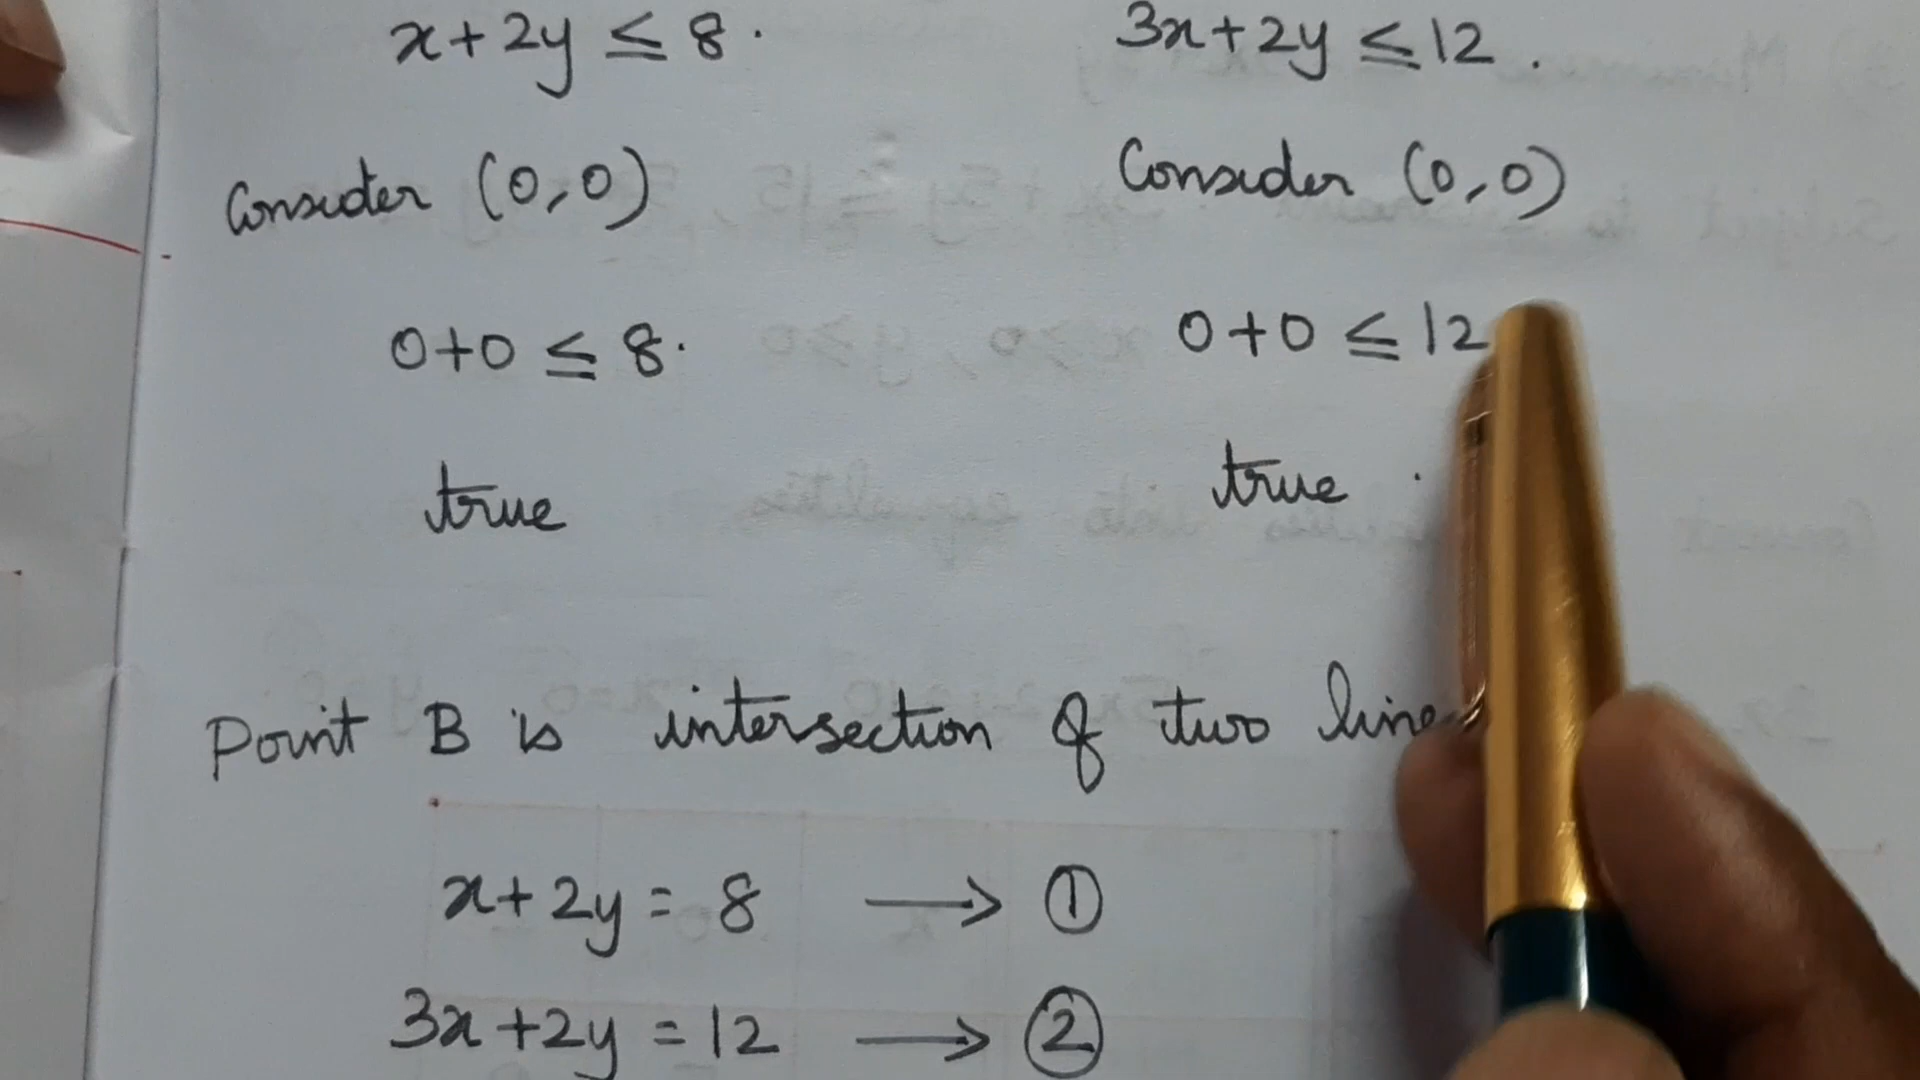 x+2y ≤ 8.
3x+2y ≤ 12.
Consider (0,0)
Consider (0,0)
0+0 ≤ 8.
0+0 ≤ 12
true
true.
Point B is intersection of two line
x+2y = 8 → ①
3x+2y = 12 → ②